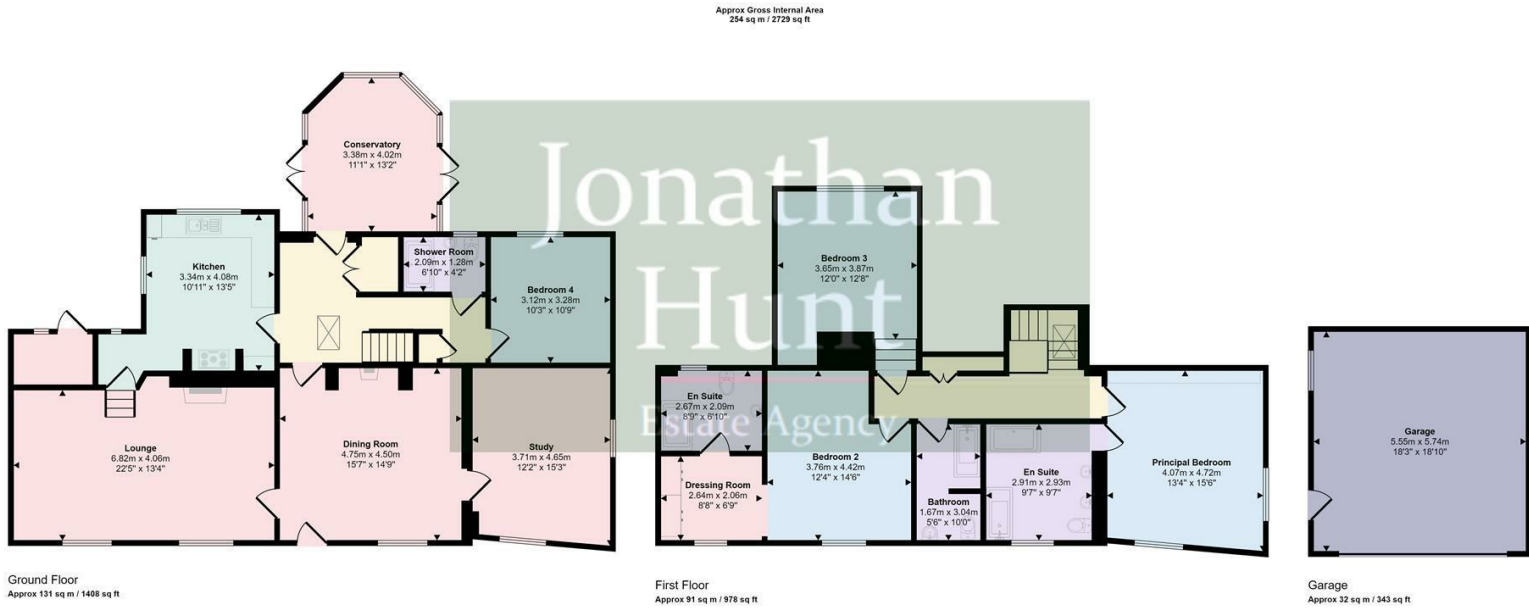 Approx Gross Internal Area
254 sq m / 2729 sq ft
Jonathan
Hunt
Estate Agency
Conservatory
3.38m x 4.02m
11'1" x 13'2"
Kitchen
3.34m x 4.08m
10'11" x 13'5"
Shower Room
2.09m x 1.28m
6'10" x 4'2"
Bedroom 4
3.12m x 3.28m
10'3" x 10'9"
Lounge
6.82m x 4.06m
22'5" x 13'4"
Dining Room
4.75m x 4.50m
15'7" x 14'9"
Study
3.71m x 4.65m
12'2" x 15'3"
Ground Floor
Approx 131 sq m / 1408 sq ft
Bedroom 3
3.65m x 3.87m
12'0" x 12'8"
En Suite
2.67m x 2.09m
8'9" x 6'10"
Dressing Room
2.64m x 2.06m
8'8" x 6'9"
Bedroom 2
3.76m x 4.42m
12'4" x 14'6"
Bathroom
1.67m x 3.04m
5'6" x 10'0"
En Suite
2.91m x 2.93m
9'7" x 9'7"
Principal Bedroom
4.07m x 4.72m
13'4" x 15'6"
First Floor
Approx 91 sq m / 978 sq ft
Garage
5.55m x 5.74m
18'3" x 18'10"
Garage
Approx 32 sq m / 343 sq ft